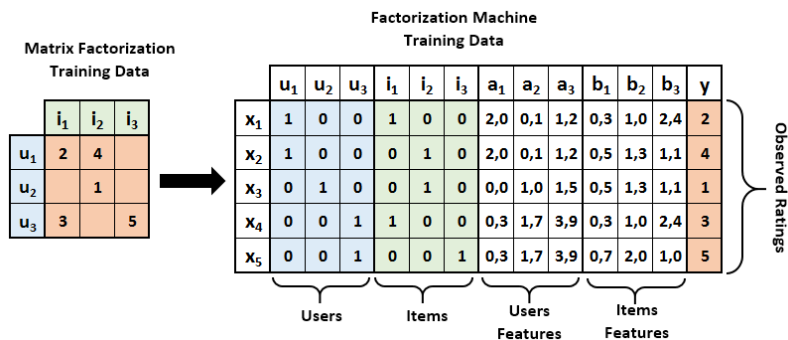 Matrix Factorization
Training Data
i1 i2 i3
u1 2 4
u2 1
u3 3 5
Factorization Machine
Training Data
u1 u2 u3 i1 i2 i3 a1 a2 a3 b1 b2 b3 y
x1 1 0 0 1 0 0 2,0 0,1 1,2 0,3 1,0 2,4 2
x2 1 0 0 0 1 0 2,0 0,1 1,2 0,5 1,3 1,1 4
x3 0 1 0 0 1 0 0,0 1,0 1,5 0,5 1,3 1,1 1
x4 0 0 1 1 0 0 0,3 1,7 3,9 0,3 1,0 2,4 3
x5 0 0 1 0 0 1 0,3 1,7 3,9 0,7 2,0 1,0 5
Observed Ratings
Users
Items
Users
Features
Items
Features